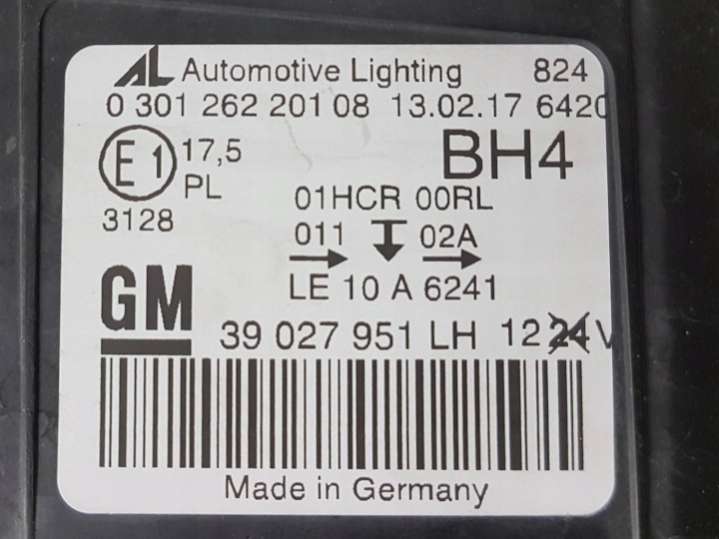 AL Automotive Lighting 824
0 301 262 201 08 13.02.17 6420
E1 17,5 BH4
PL
3128 01HCR 00RL
011 02A
LE 10 A 6241
GM
39 027 951 LH 12 24 V
Made in Germany